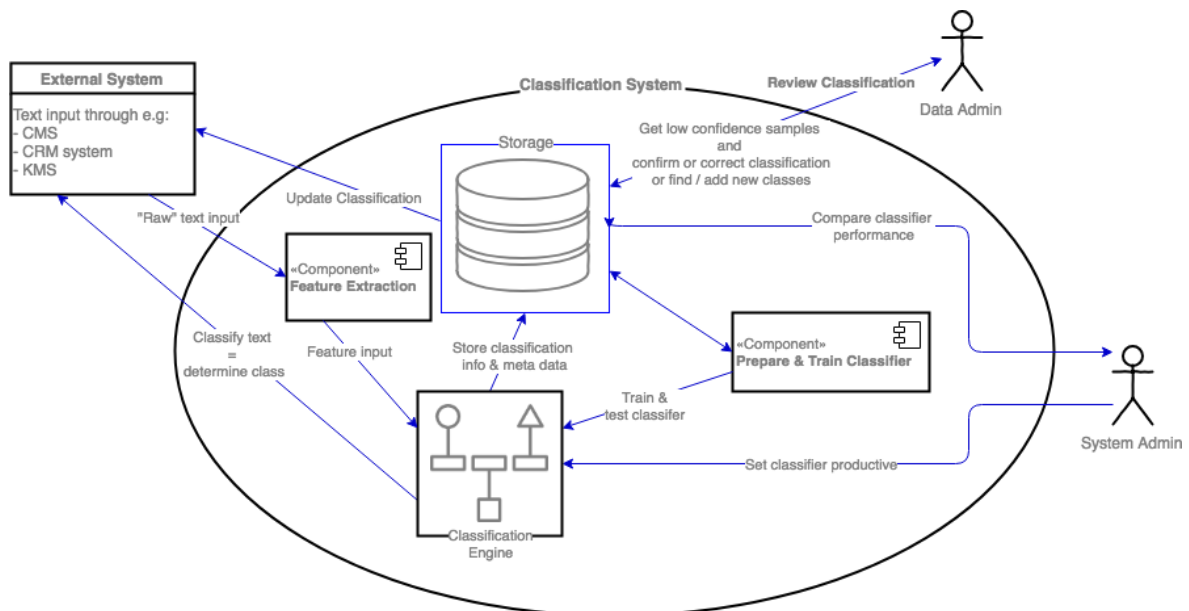 External System
Text input through e.g:
- CMS
- CRM system
- KMS
Classification System
Review Classification
Data Admin
Get low confidence samples
and
confirm or correct classification
or find / add new classes
Storage
Update Classification
"Raw" text input
Compare classifier
performance
«Component»
Feature Extraction
Classify text
=
determine class
Feature input
Store classification
info & meta data
«Component»
Prepare & Train Classifier
Train &
test classifer
System Admin
Set classifier productive
Classification
Engine